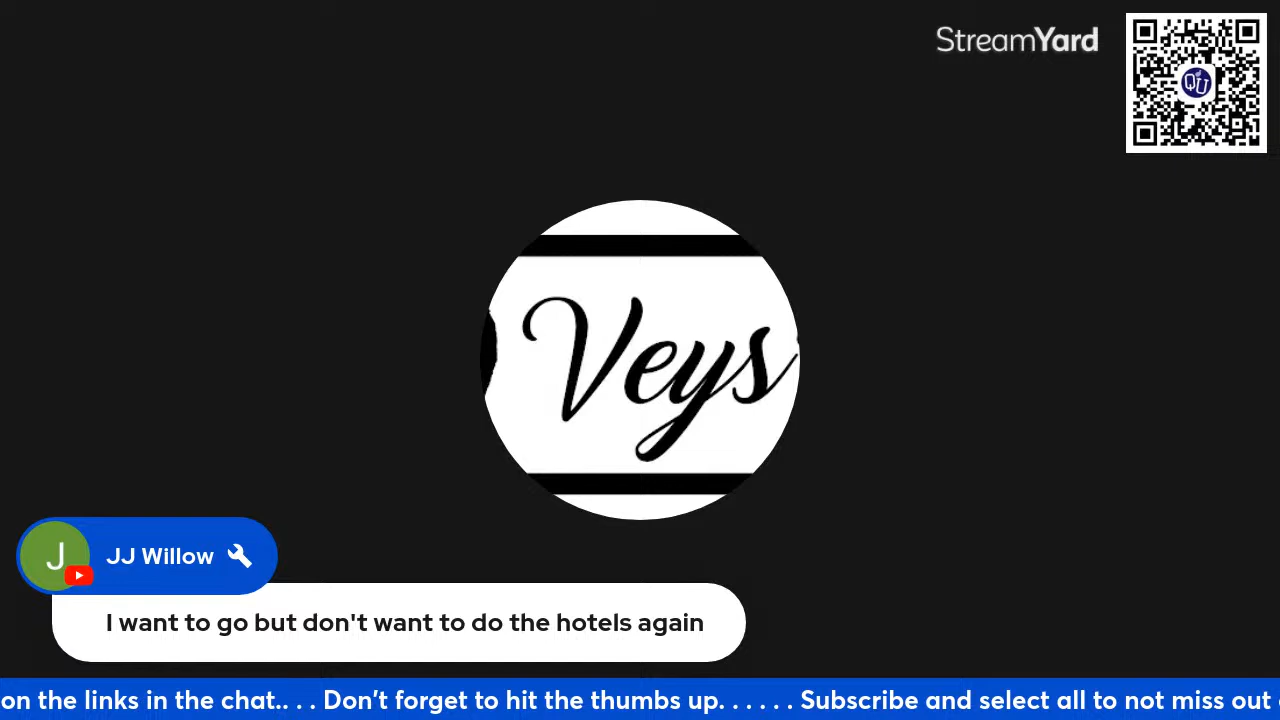 StreamYard
QU
Veys
J
JJ Willow
I want to go but don't want to do the hotels again
on the links in the chat.. . . Don’t forget to hit the thumbs up. . . . . . Subscribe and select all to not miss out